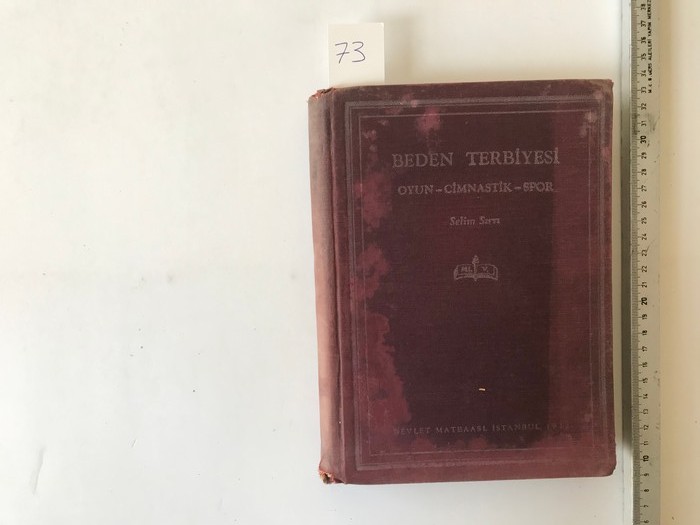 73
BEDEN TERBİYESİ
OYUN - CİMNASTİK - SPOR
Selim Sırrı
DEVLET MATBAASI, İSTANBUL